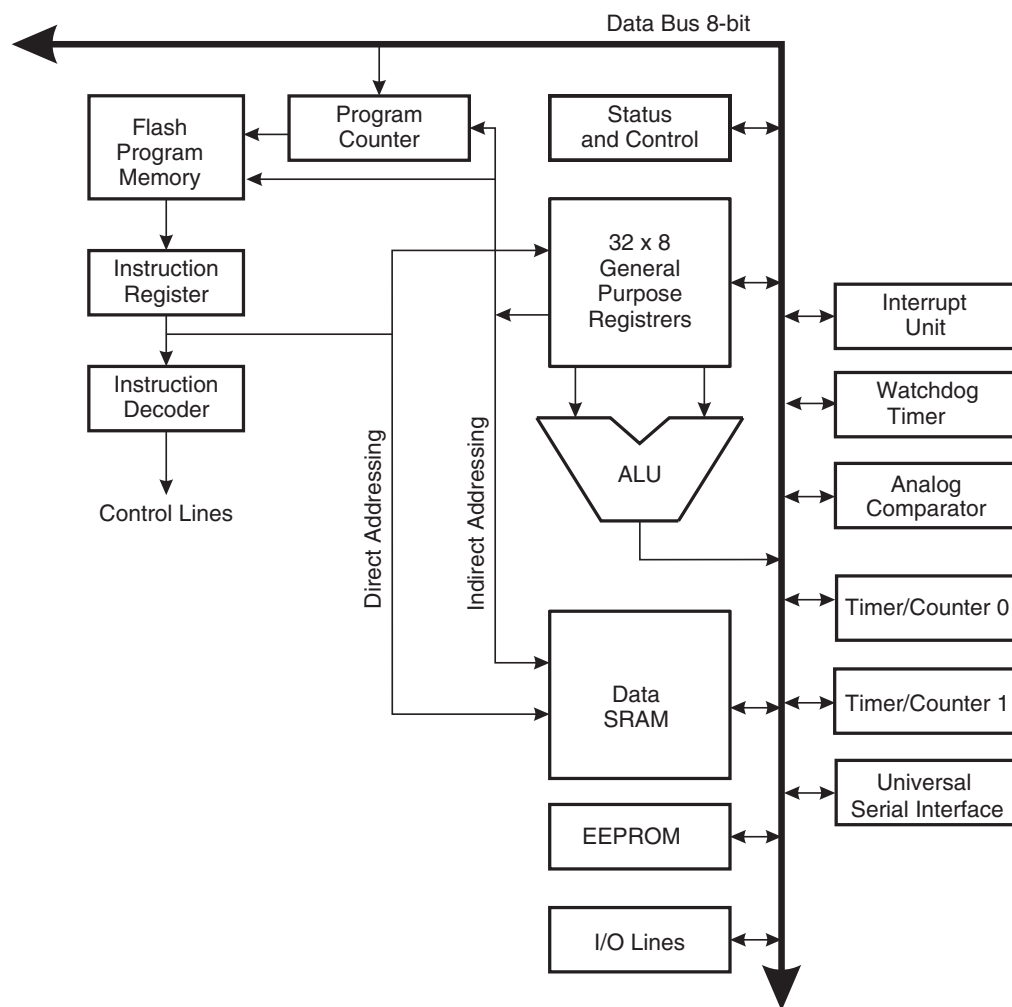 Data Bus 8-bit
Flash
Program
Memory
Program
Counter
Status
and Control
32 x 8
General
Purpose
Registrers
Instruction
Register
Instruction
Decoder
Control Lines
Direct Addressing
Indirect Addressing
ALU
Data
SRAM
EEPROM
I/O Lines
Interrupt
Unit
Watchdog
Timer
Analog
Comparator
Timer/Counter 0
Timer/Counter 1
Universal
Serial Interface